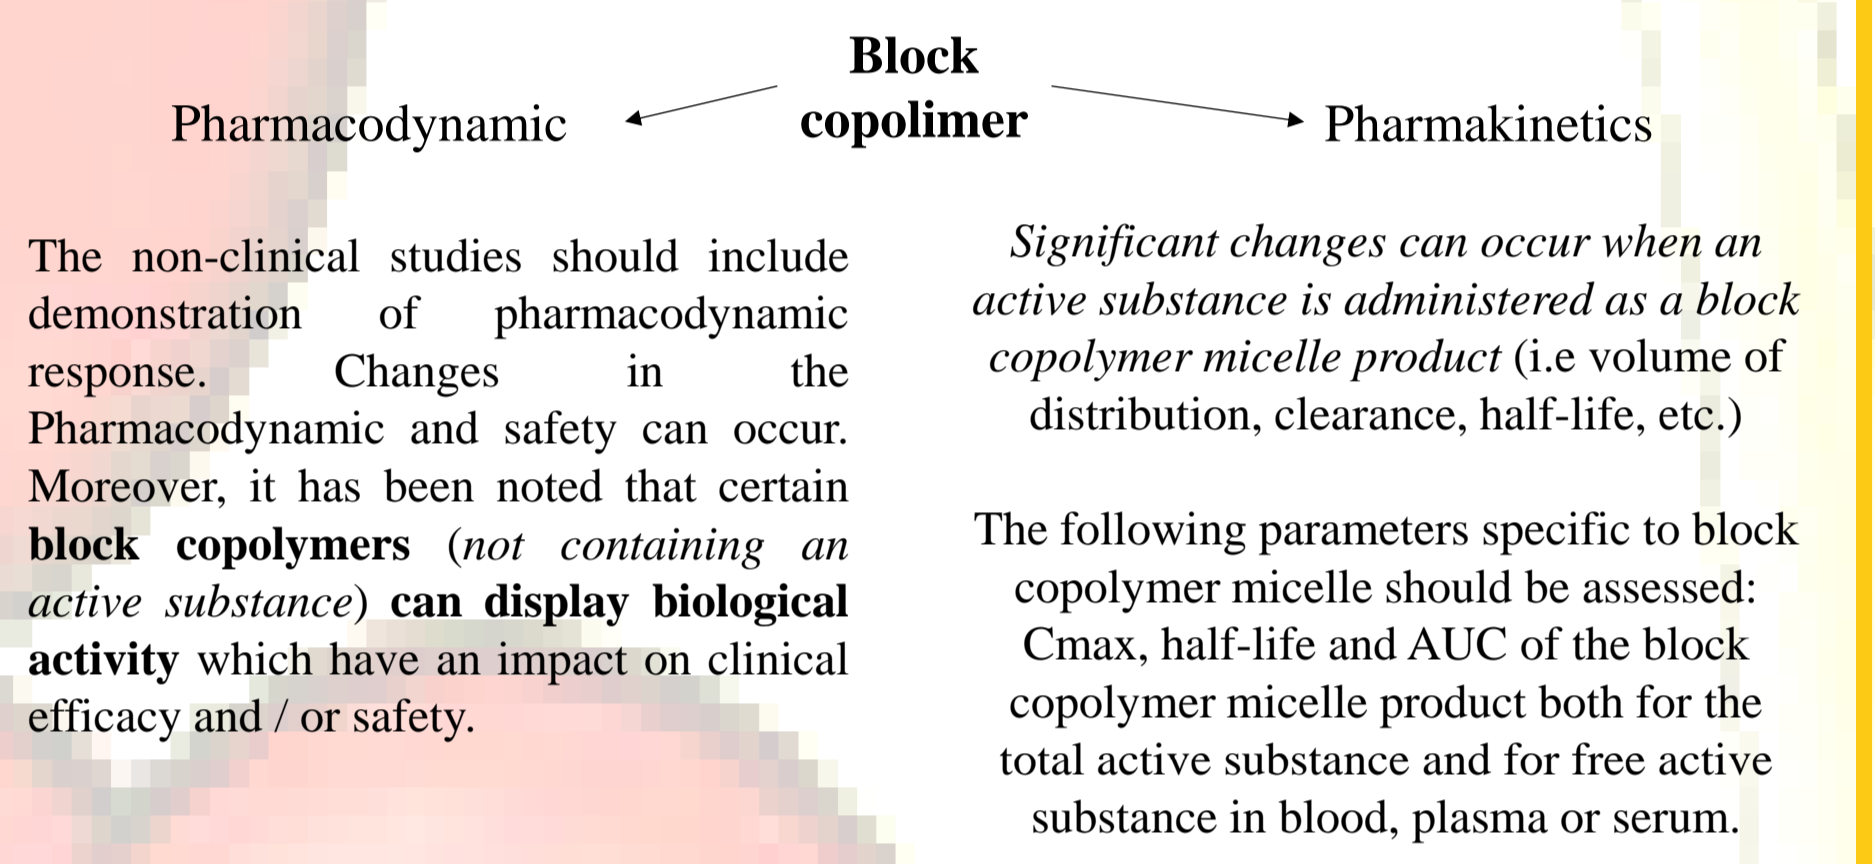 Block
copolimer
Pharmacodynamic
Pharmakinetics
The non-clinical studies should include
demonstration of pharmacodynamic
response. Changes in the
Pharmacodynamic and safety can occur.
Moreover, it has been noted that certain
block copolymers (not containing an
active substance) can display biological
activity which have an impact on clinical
efficacy and / or safety.
Significant changes can occur when an
active substance is administered as a block
copolymer micelle product (i.e volume of
distribution, clearance, half-life, etc.)
The following parameters specific to block
copolymer micelle should be assessed:
Cmax, half-life and AUC of the block
copolymer micelle product both for the
total active substance and for free active
substance in blood, plasma or serum.